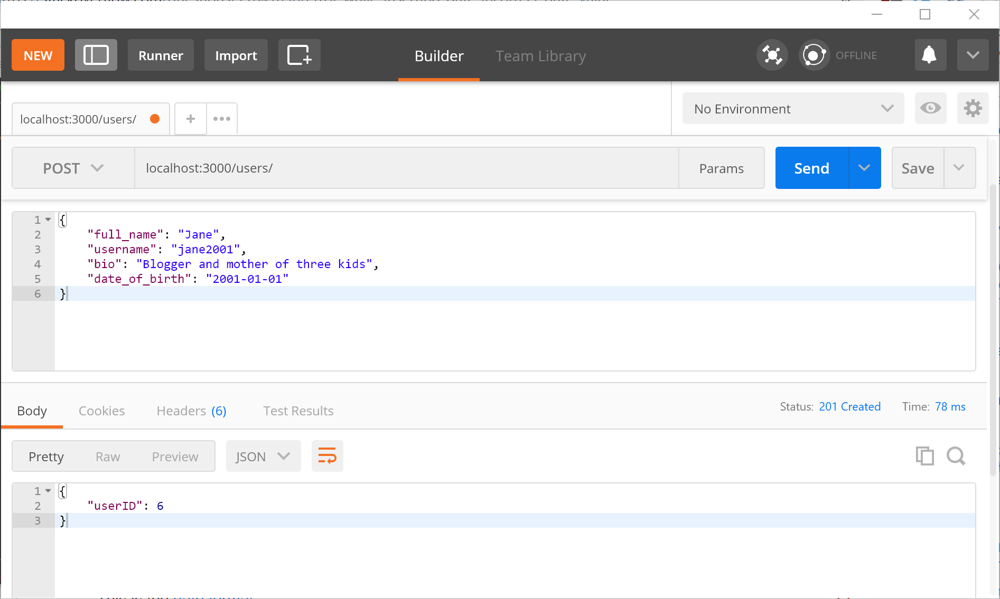 NEW Runner Import Builder Team Library OFFLINE
localhost:3000/users/ No Environment
POST localhost:3000/users/ Params Send Save
1 {
2 "full_name": "Jane",
3 "username": "jane2001",
4 "bio": "Blogger and mother of three kids",
5 "date_of_birth": "2001-01-01"
6 }
Body Cookies Headers (6) Test Results Status: 201 Created Time: 78 ms
Pretty Raw Preview JSON
1 {
2 "userID": 6
3 }